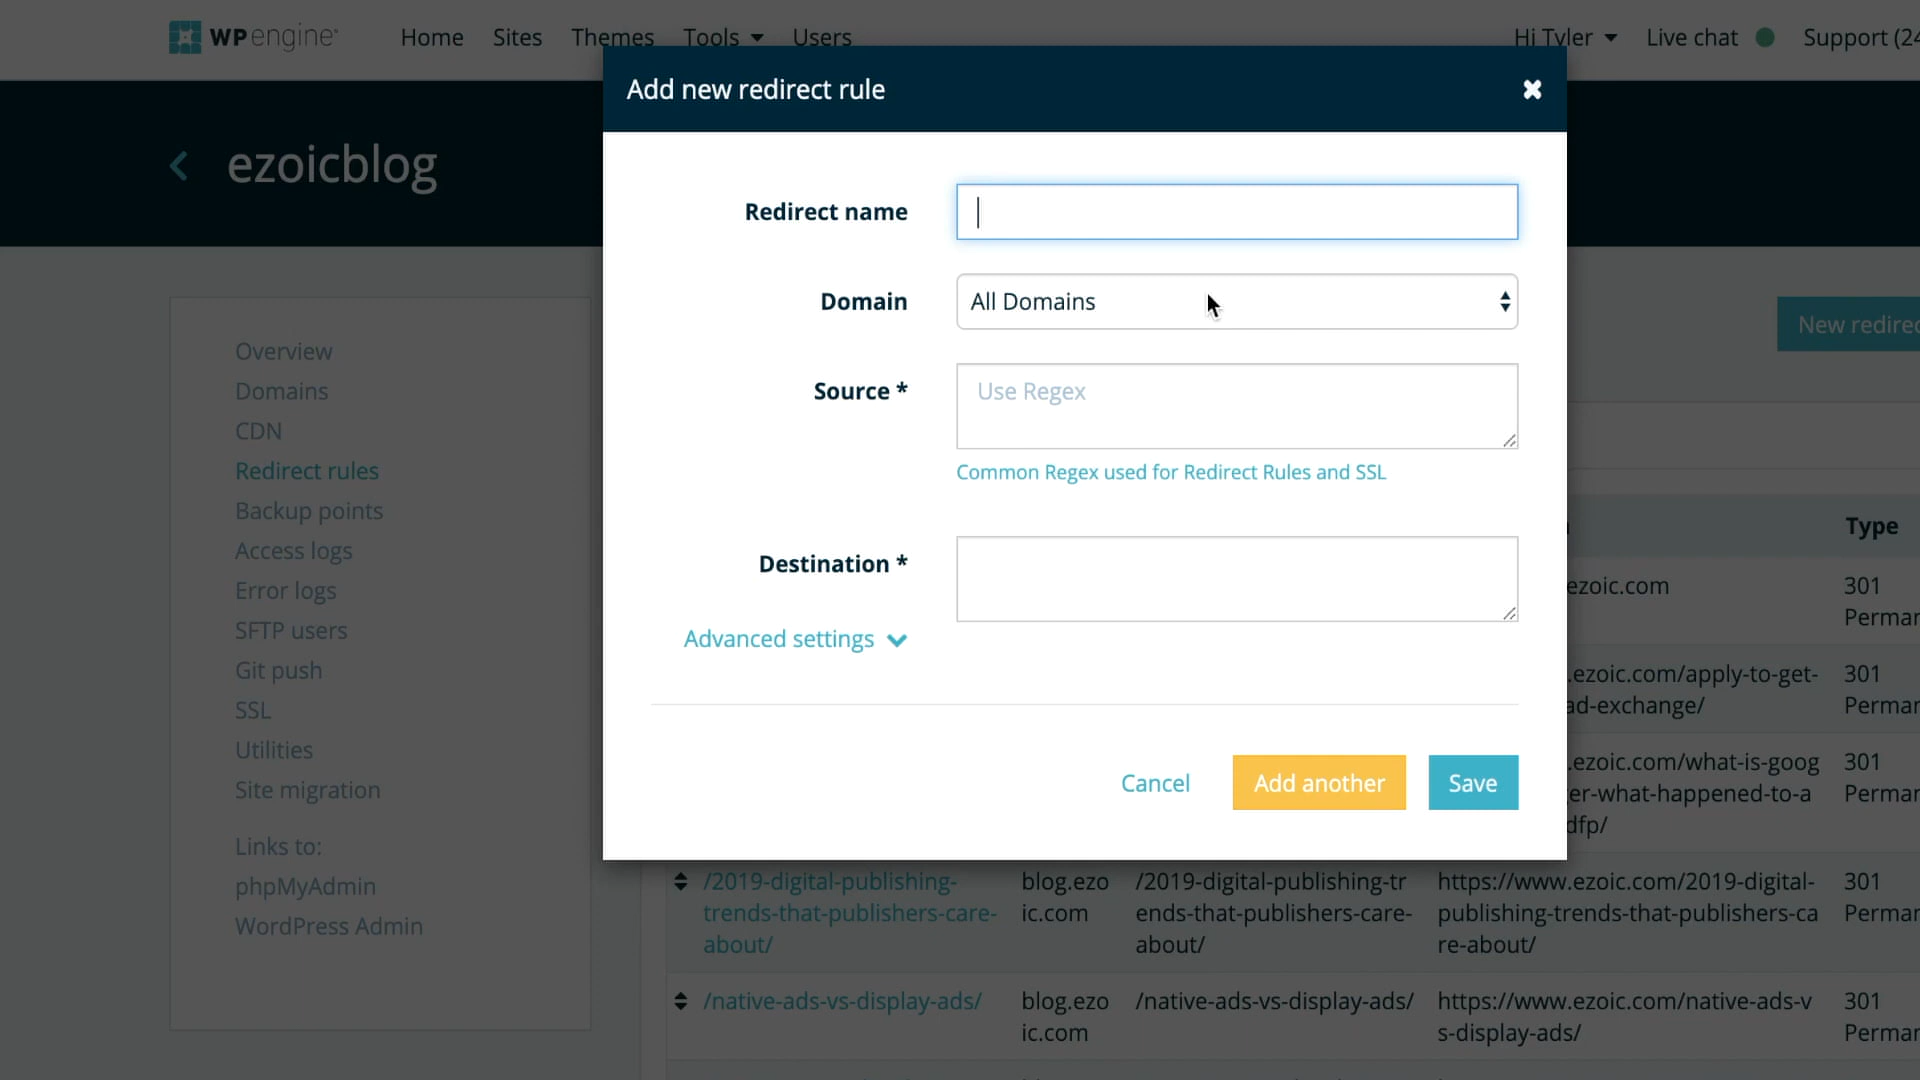 WPengine
Home Sites Themes Tools Users
Hi Tyler Live chat Support (24
Add new redirect rule
ezoicblog
Redirect name
Domain All Domains
Source * Use Regex
Common Regex used for Redirect Rules and SSL
Destination *
Advanced settings
Cancel Add another Save
Overview
Domains
CDN
Redirect rules
Backup points
Access logs
Error logs
SFTP users
Git push
SSL
Utilities
Site migration
Links to:
phpMyAdmin
WordPress Admin
New redirec
Type
ezoic.com 301
Perman
.ezoic.com/apply-to-get- 301
ad-exchange/ Perman
.ezoic.com/what-is-goog 301
er-what-happened-to-a Perman
dfp/
/2019-digital-publishing- blog.ezo /2019-digital-publishing-tr https://www.ezoic.com/2019-digital- 301
trends-that-publishers-care- ic.com ends-that-publishers-care- publishing-trends-that-publishers-ca Perman
about/ about/ re-about/
/native-ads-vs-display-ads/ blog.ezo /native-ads-vs-display-ads/ https://www.ezoic.com/native-ads-v 301
ic.com s-display-ads/ Perman